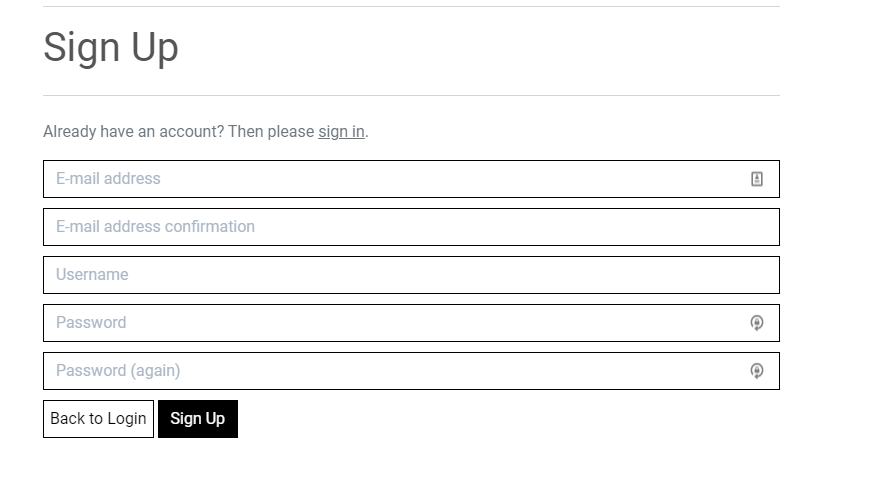 Sign Up
Already have an account? Then please sign in.
E-mail address
E-mail address confirmation
Username
Password
Password (again)
Back to Login Sign Up